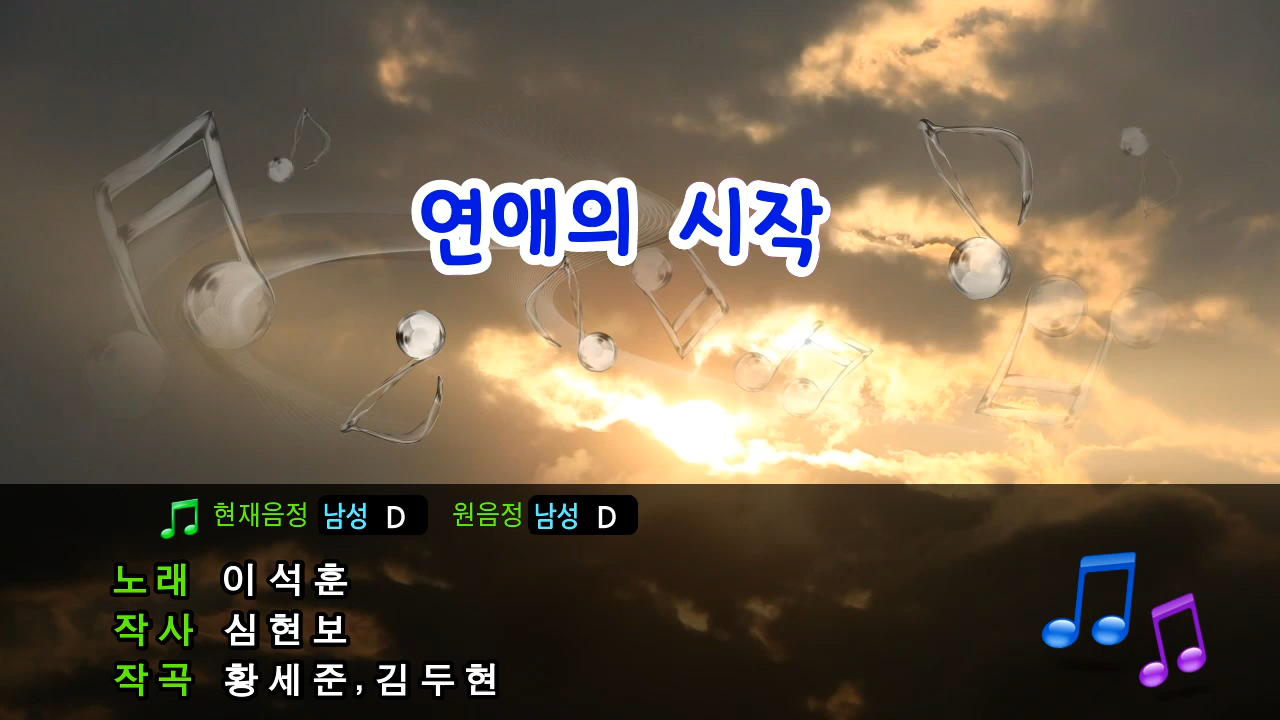 연애의 시작
현재음정 남성 D 원음정 남성 D
노래 이석훈
작사 심현보
작곡 황세준, 김두현